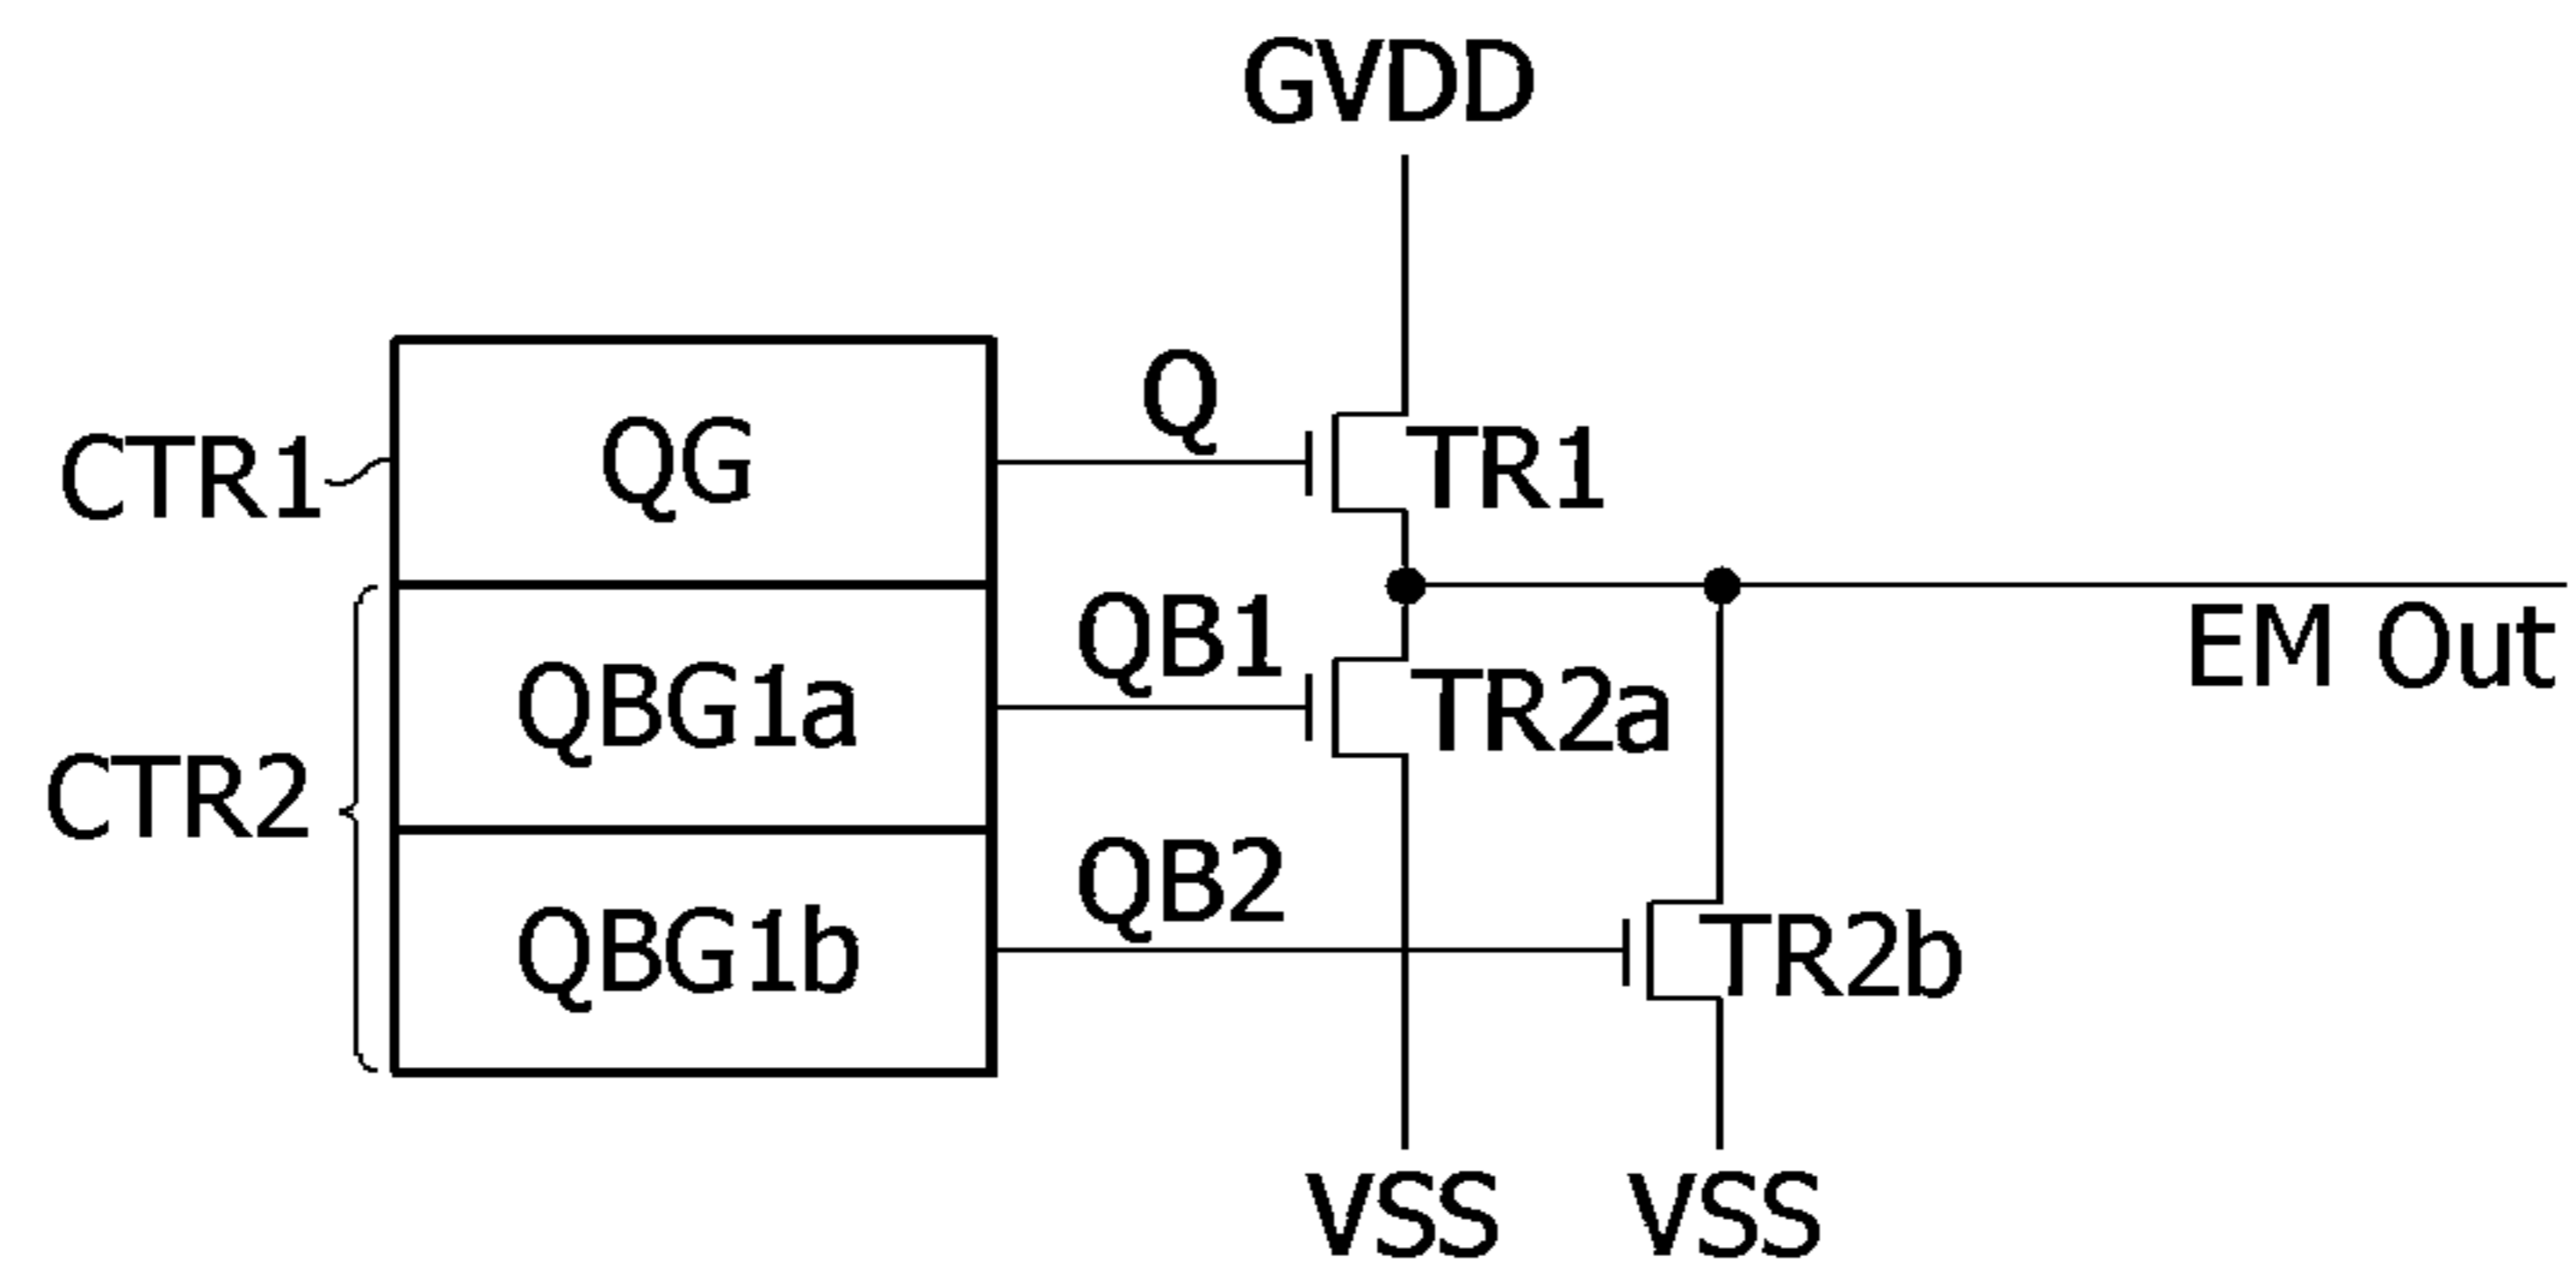 GVDD
Q
CTR1
QG
TR1
QB1
EM Out
QBG1a
TR2a
CTR2
QB2
QBG1b
TR2b
VSS
VSS